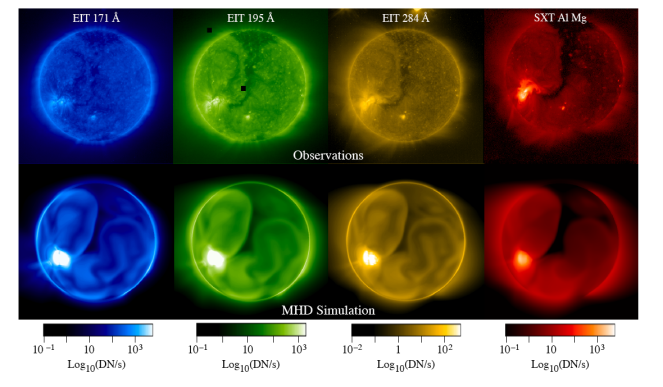 EIT 171 Å EIT 195 Å EIT 284 Å SXT Al Mg
Observations
MHD Simulation
10⁻¹ 10 10³ 10⁻¹ 10 10³ 10⁻² 1 10² 10⁻¹ 10 10³
Log₁₀(DN/s) Log₁₀(DN/s) Log₁₀(DN/s) Log₁₀(DN/s)